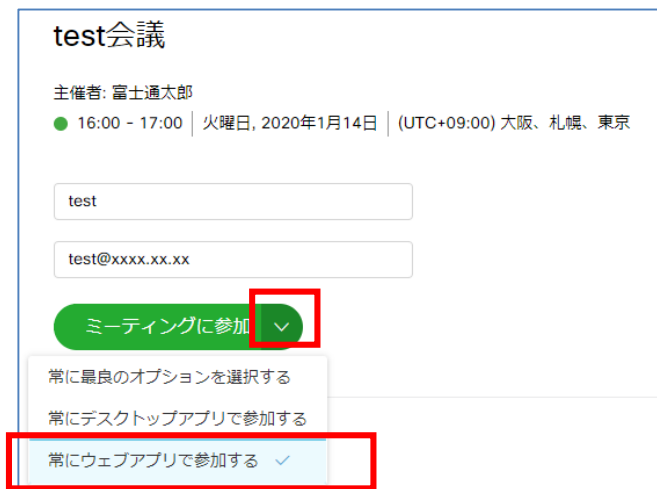 test会議
主催者: 富士通太郎
16:00 - 17:00 | 火曜日, 2020年1月14日 | (UTC+09:00) 大阪、札幌、東京
test
test@xxxx.xx.xx
ミーティングに参加
常に最良のオプションを選択する
常にデスクトップアプリで参加する
常にウェブアプリで参加する